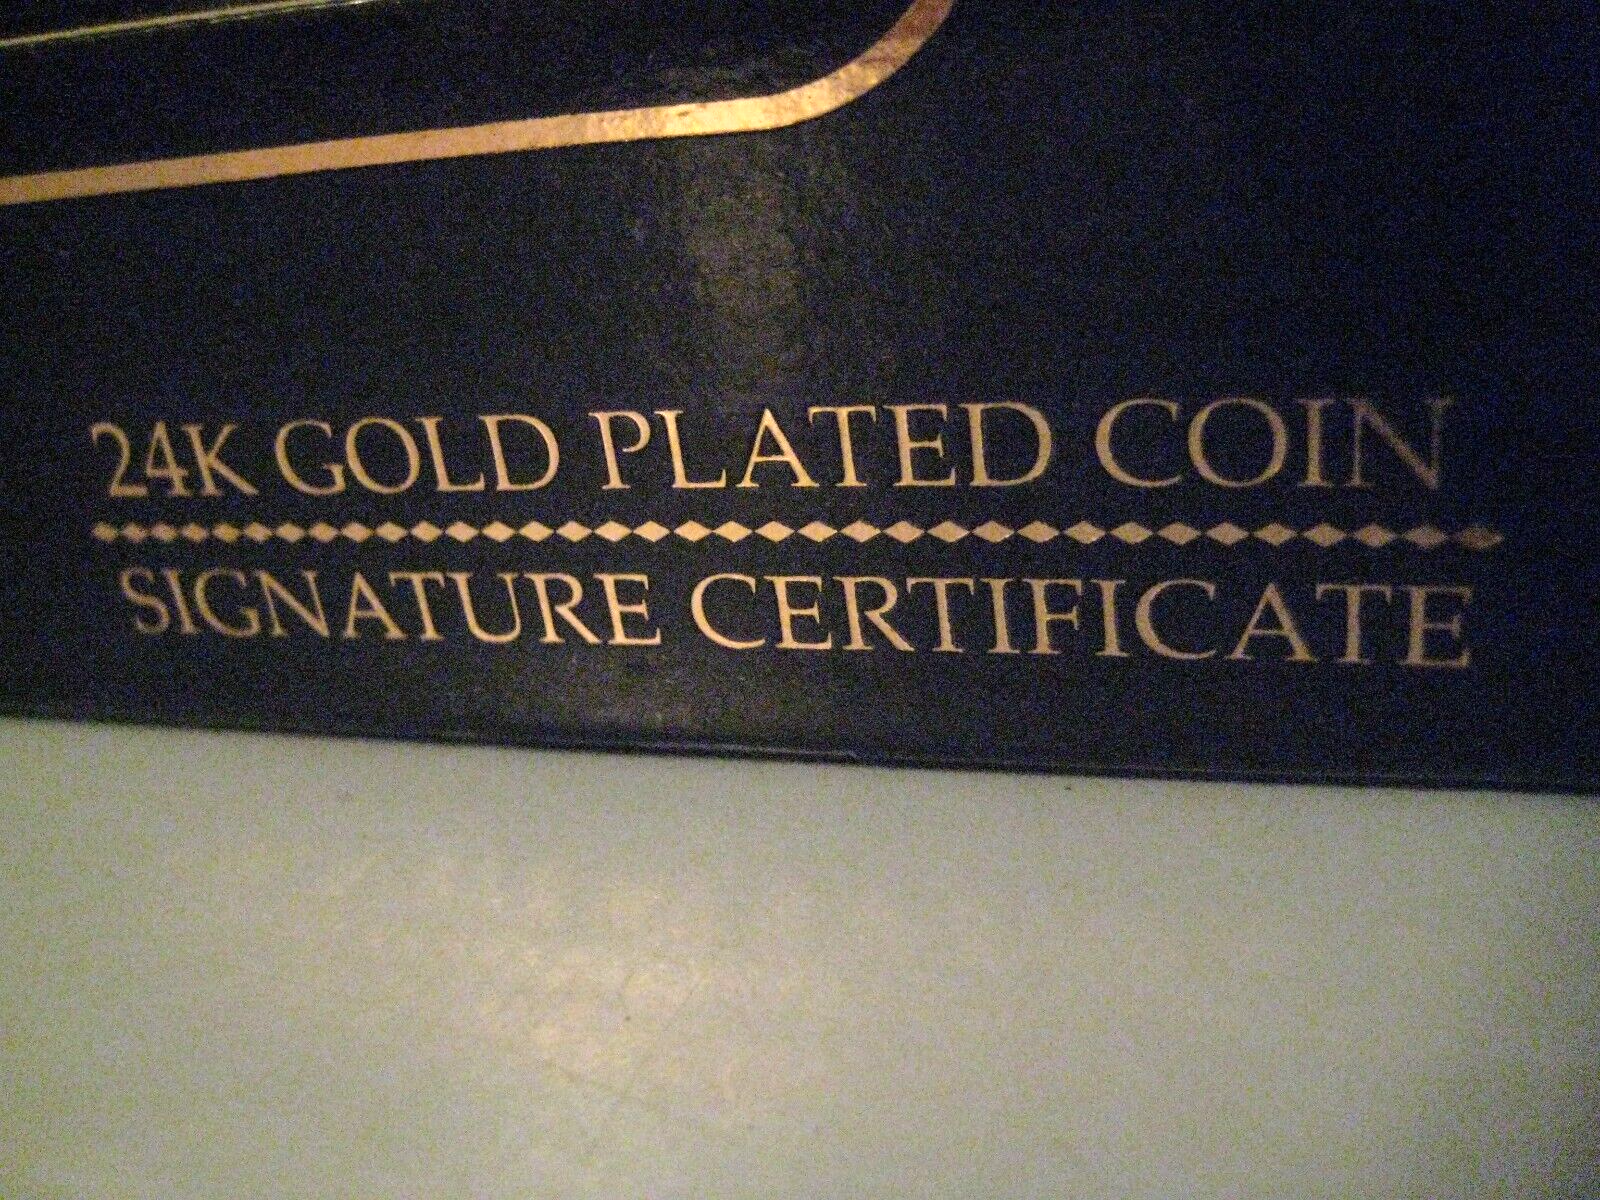 24K GOLD PLATED COIN
SIGNATURE CERTIFICATE